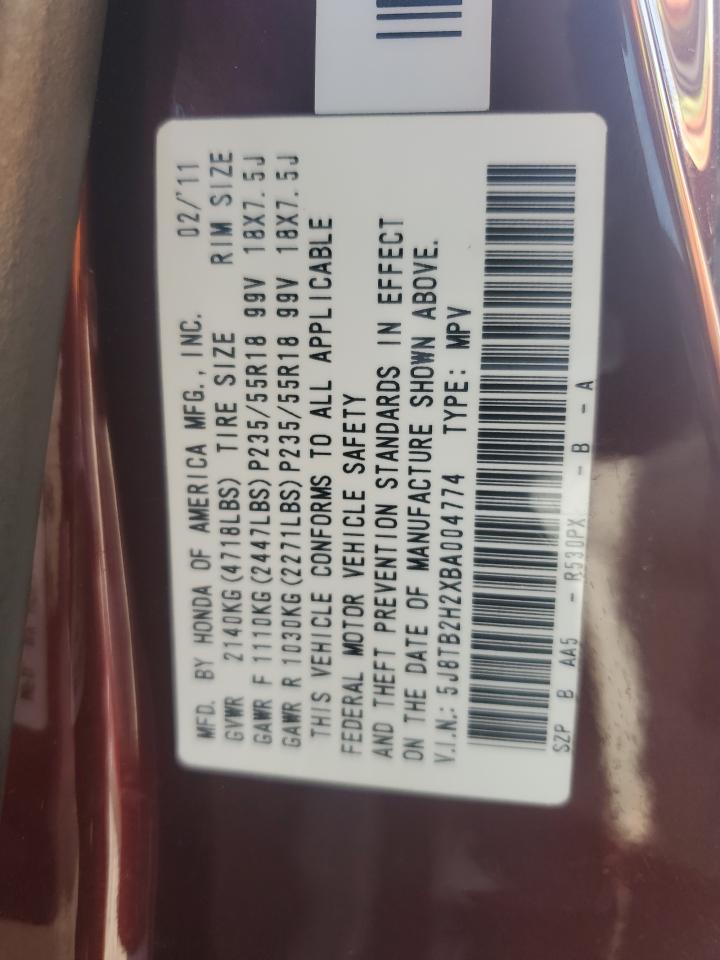 MFD. BY HONDA OF AMERICA MFG., INC. 02/'11
GVWR 2140KG(4718LBS) TIRE SIZE RIM SIZE
GAWR F 1110KG(2447LBS)P235/55R18 99V 18X7.5J
GAWR R 1030KG(2271LBS)P235/55R18 99V 18X7.5J
THIS VEHICLE CONFORMS TO ALL APPLICABLE
FEDERAL MOTOR VEHICLE SAFETY
AND THEFT PREVENTION STANDARDS IN EFFECT
ON THE DATE OF MANUFACTURE SHOWN ABOVE.
V.I.N.: 5J8TB2H2XBA004774 TYPE: MPV
SZP B AA5 - R530PX - B - A